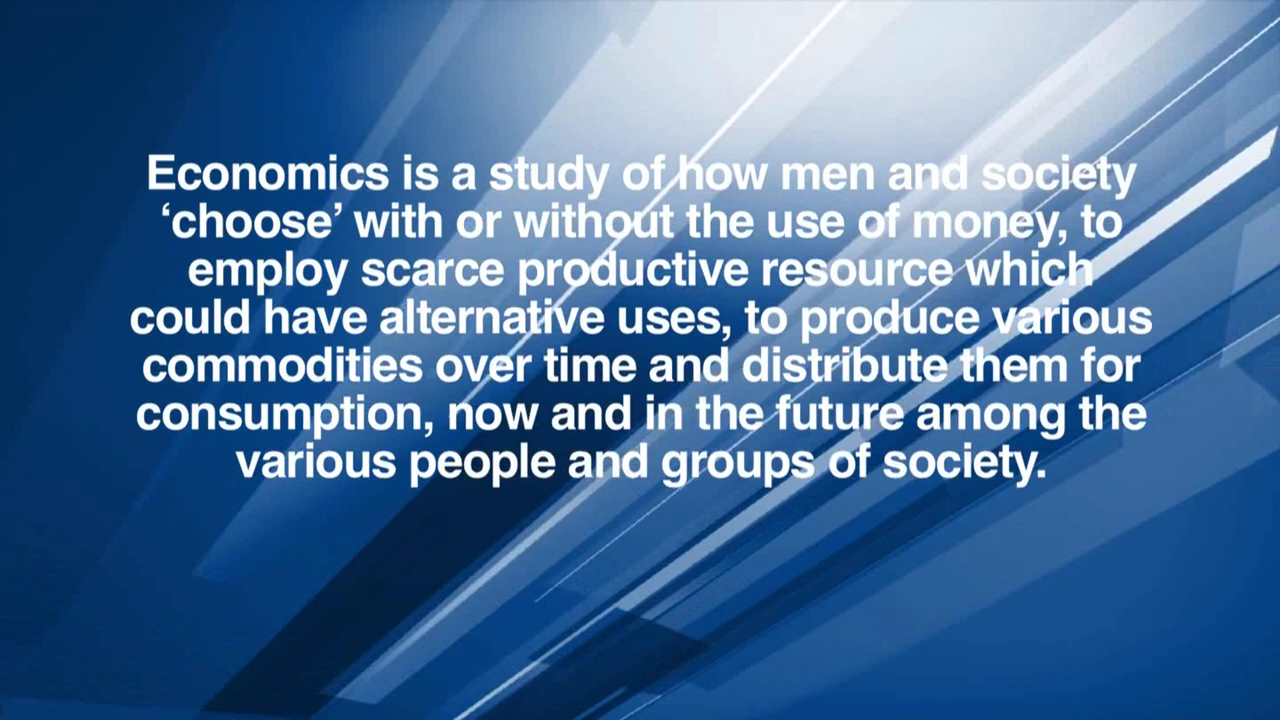 Economics is a study of how men and society
‘choose’ with or without the use of money, to
employ scarce productive resource which
could have alternative uses, to produce various
commodities over time and distribute them for
consumption, now and in the future among the
various people and groups of society.